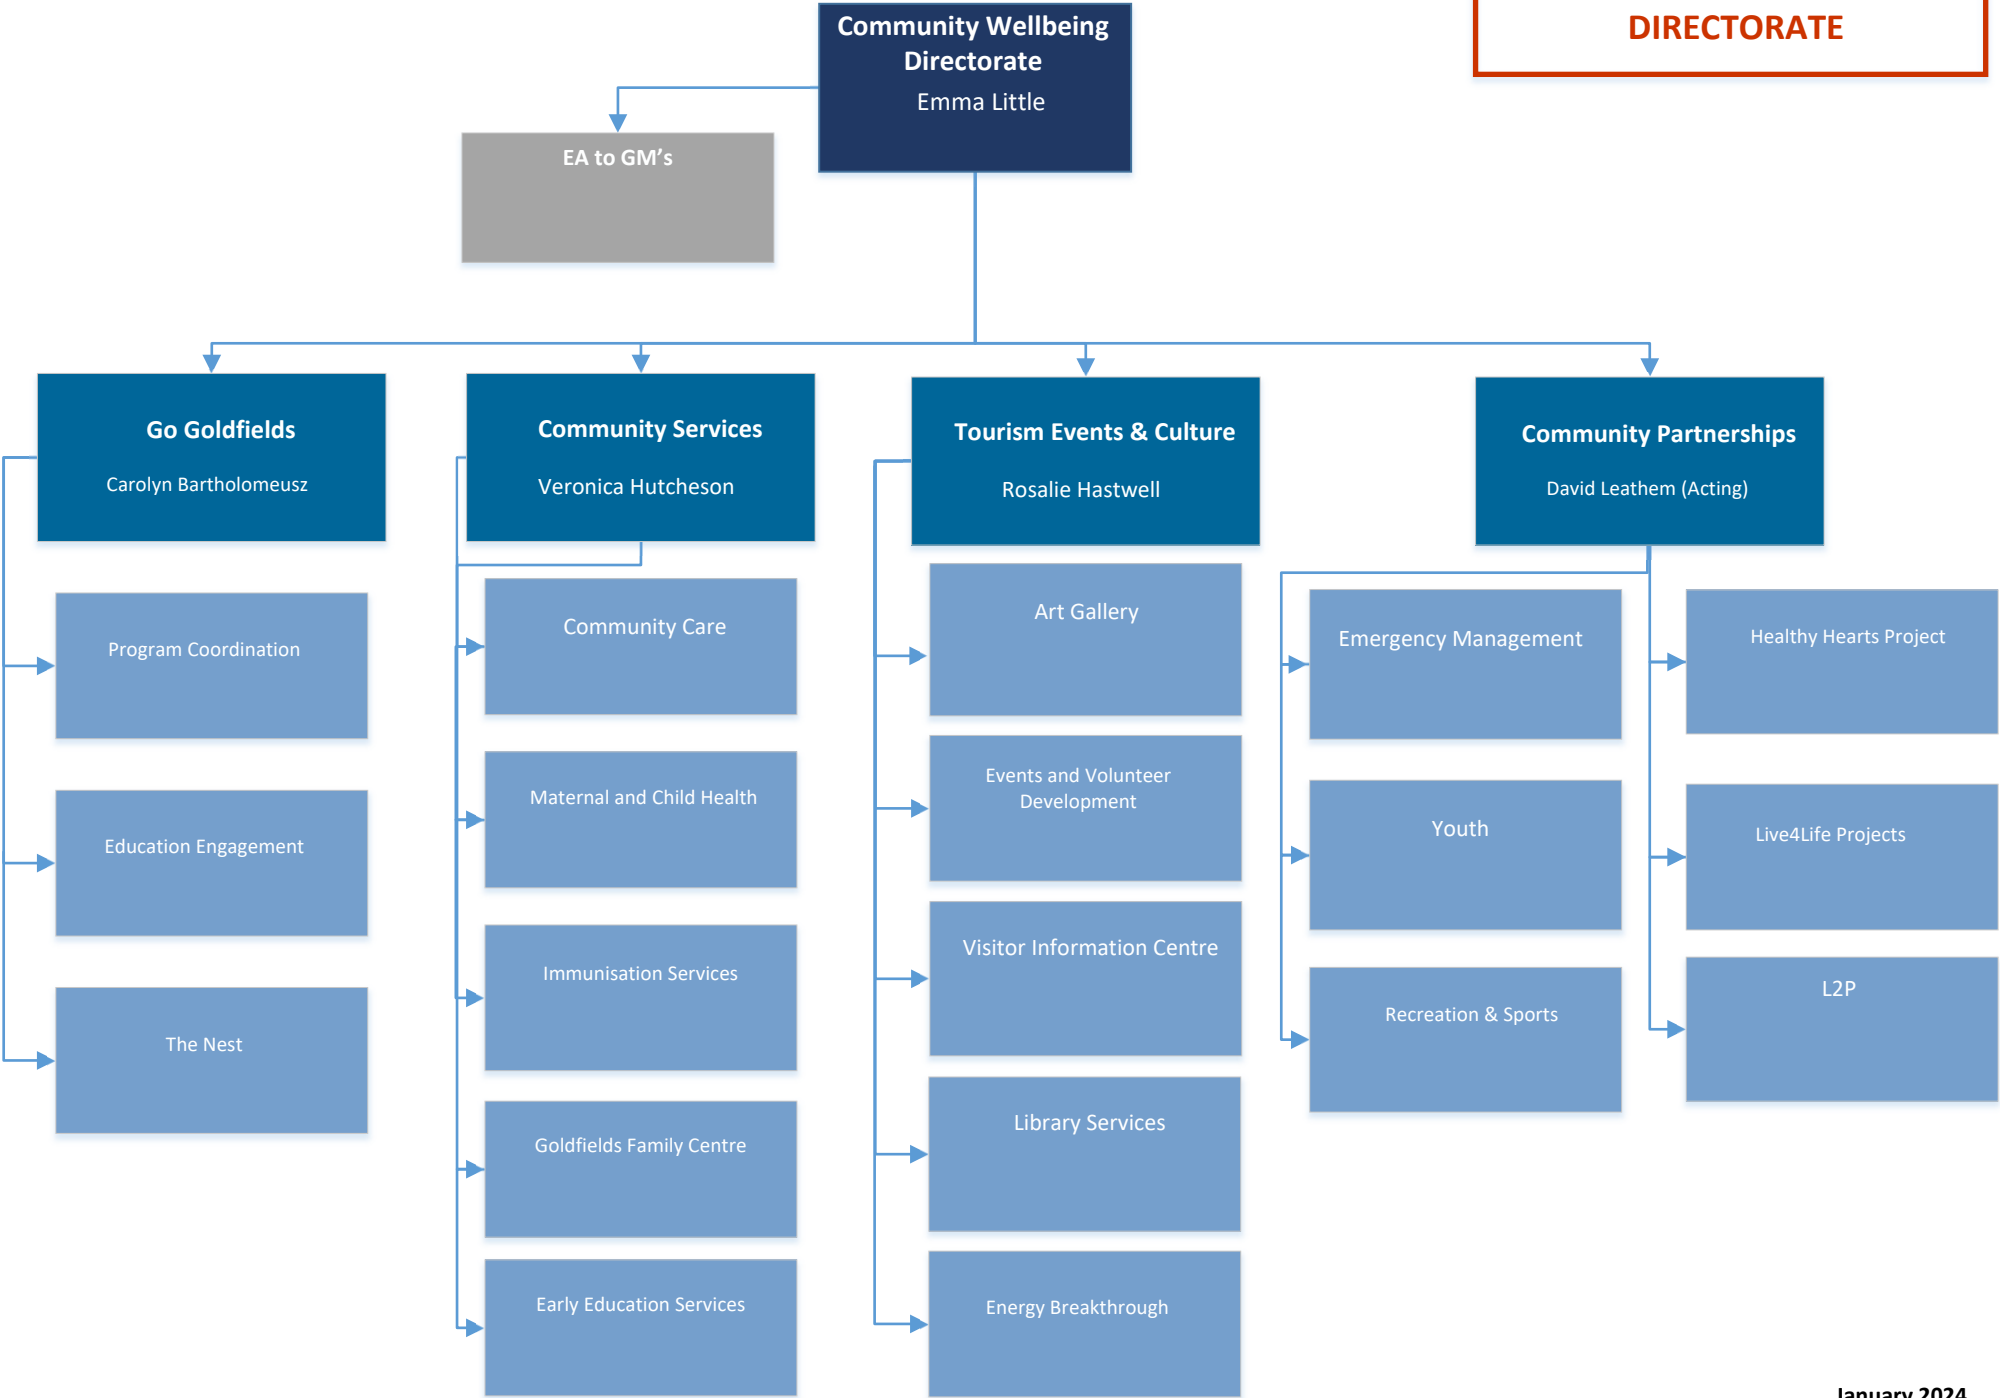 DIRECTORATE
Community Wellbeing
Directorate
Emma Little
EA to GM’s
Go Goldfields
Carolyn Bartholomeusz
Community Services
Veronica Hutcheson
Tourism Events & Culture
Rosalie Hastwell
Community Partnerships
David Leathem (Acting)
Program Coordination
Education Engagement
The Nest
Community Care
Maternal and Child Health
Immunisation Services
Goldfields Family Centre
Early Education Services
Art Gallery
Events and Volunteer
Development
Visitor Information Centre
Library Services
Energy Breakthrough
Emergency Management
Youth
Recreation & Sports
Healthy Hearts Project
Live4Life Projects
L2P
January 2024